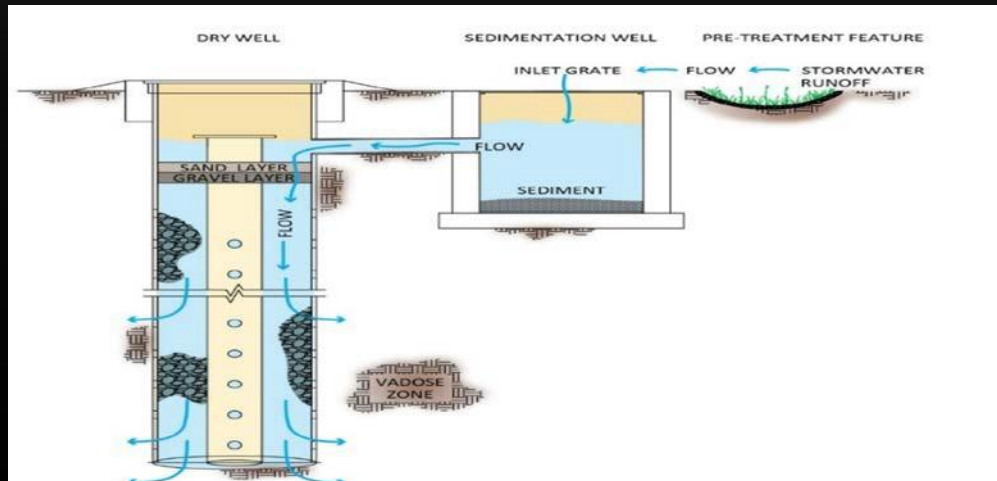 DRY WELL
SEDIMENTATION WELL
PRE-TREATMENT FEATURE
INLET GRATE
FLOW
STORMWATER
RUNOFF
FLOW
SAND LAYER
GRAVEL LAYER
SEDIMENT
FLOW
VADOSE
ZONE